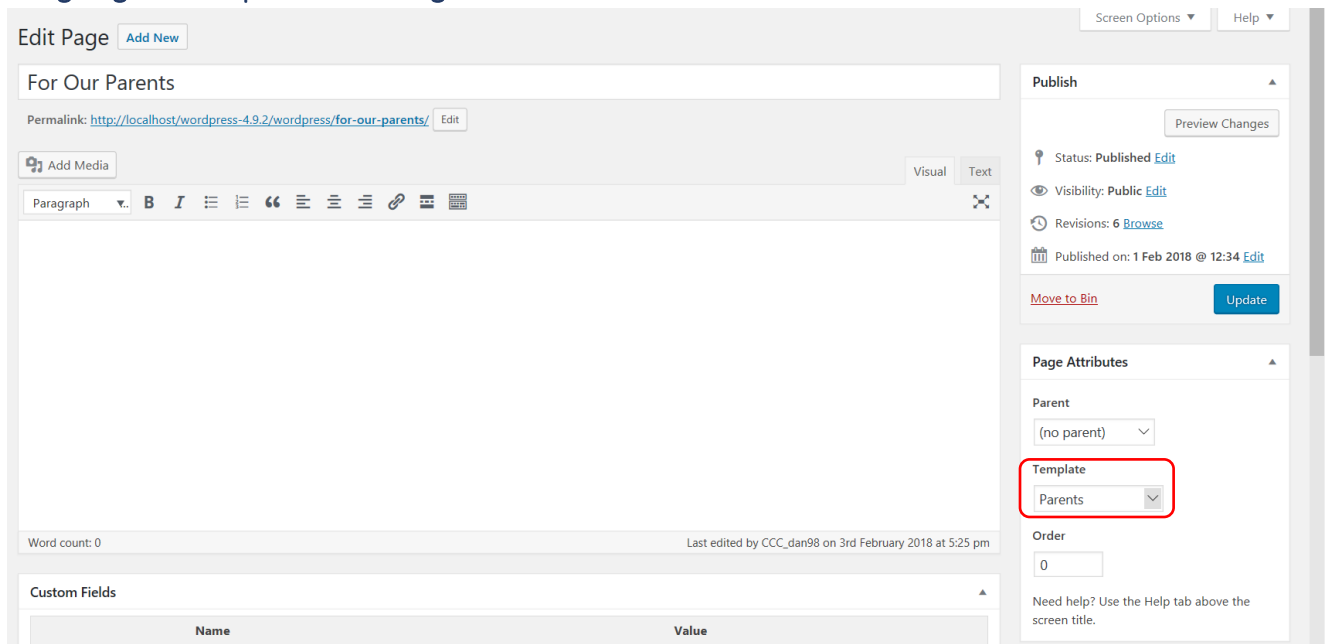 Screen Options ▼ Help ▼
Edit Page Add New
For Our Parents
Permalink: http://localhost/wordpress-4.9.2/wordpress/for-our-parents/ Edit
Add Media
Visual Text
Paragraph B I
Word count: 0 Last edited by CCC_dan98 on 3rd February 2018 at 5:25 pm
Custom Fields
Name Value
Publish
Preview Changes
Status: Published Edit
Visibility: Public Edit
Revisions: 6 Browse
Published on: 1 Feb 2018 @ 12:34 Edit
Move to Bin Update
Page Attributes
Parent
(no parent)
Template
Parents
Order
0
Need help? Use the Help tab above the
screen title.